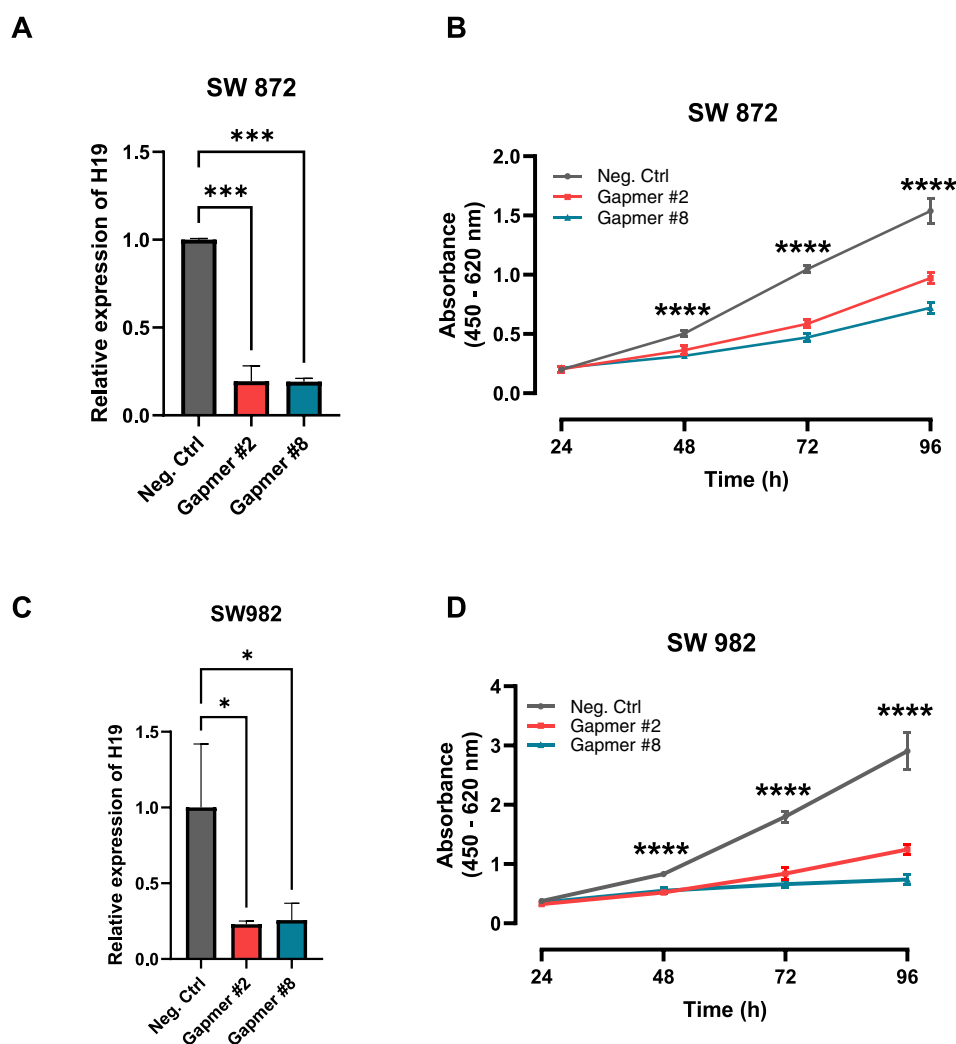 A
SW 872
Relative expression of H19
1.5
1.0
0.5
0.0
***
***
Neg. Ctrl
Gapmer #2
Gapmer #8
B
SW 872
Absorbance
(450 - 620 nm)
2.0
1.5
1.0
0.5
0.0
Neg. Ctrl
Gapmer #2
Gapmer #8
****
****
****
24
48
72
96
Time (h)
C
SW982
Relative expression of H19
1.5
1.0
0.5
0.0
*
*
Neg. Ctrl
Gapmer #2
Gapmer #8
D
SW 982
Absorbance
(450 - 620 nm)
4
3
2
1
0
Neg. Ctrl
Gapmer #2
Gapmer #8
****
****
****
24
48
72
96
Time (h)